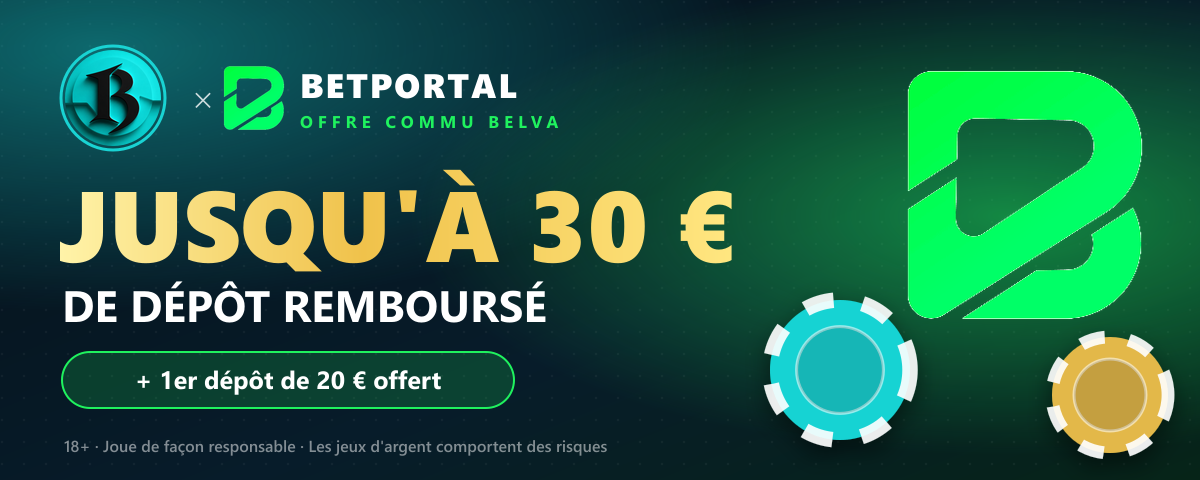 B
×
BETPORTAL
OFFRE COMMU BELVA
JUSQU'À 30 €
DE DÉPÔT REMBOURSÉ
+ 1er dépôt de 20 € offert
18+ · Joue de façon responsable · Les jeux d'argent comportent des risques